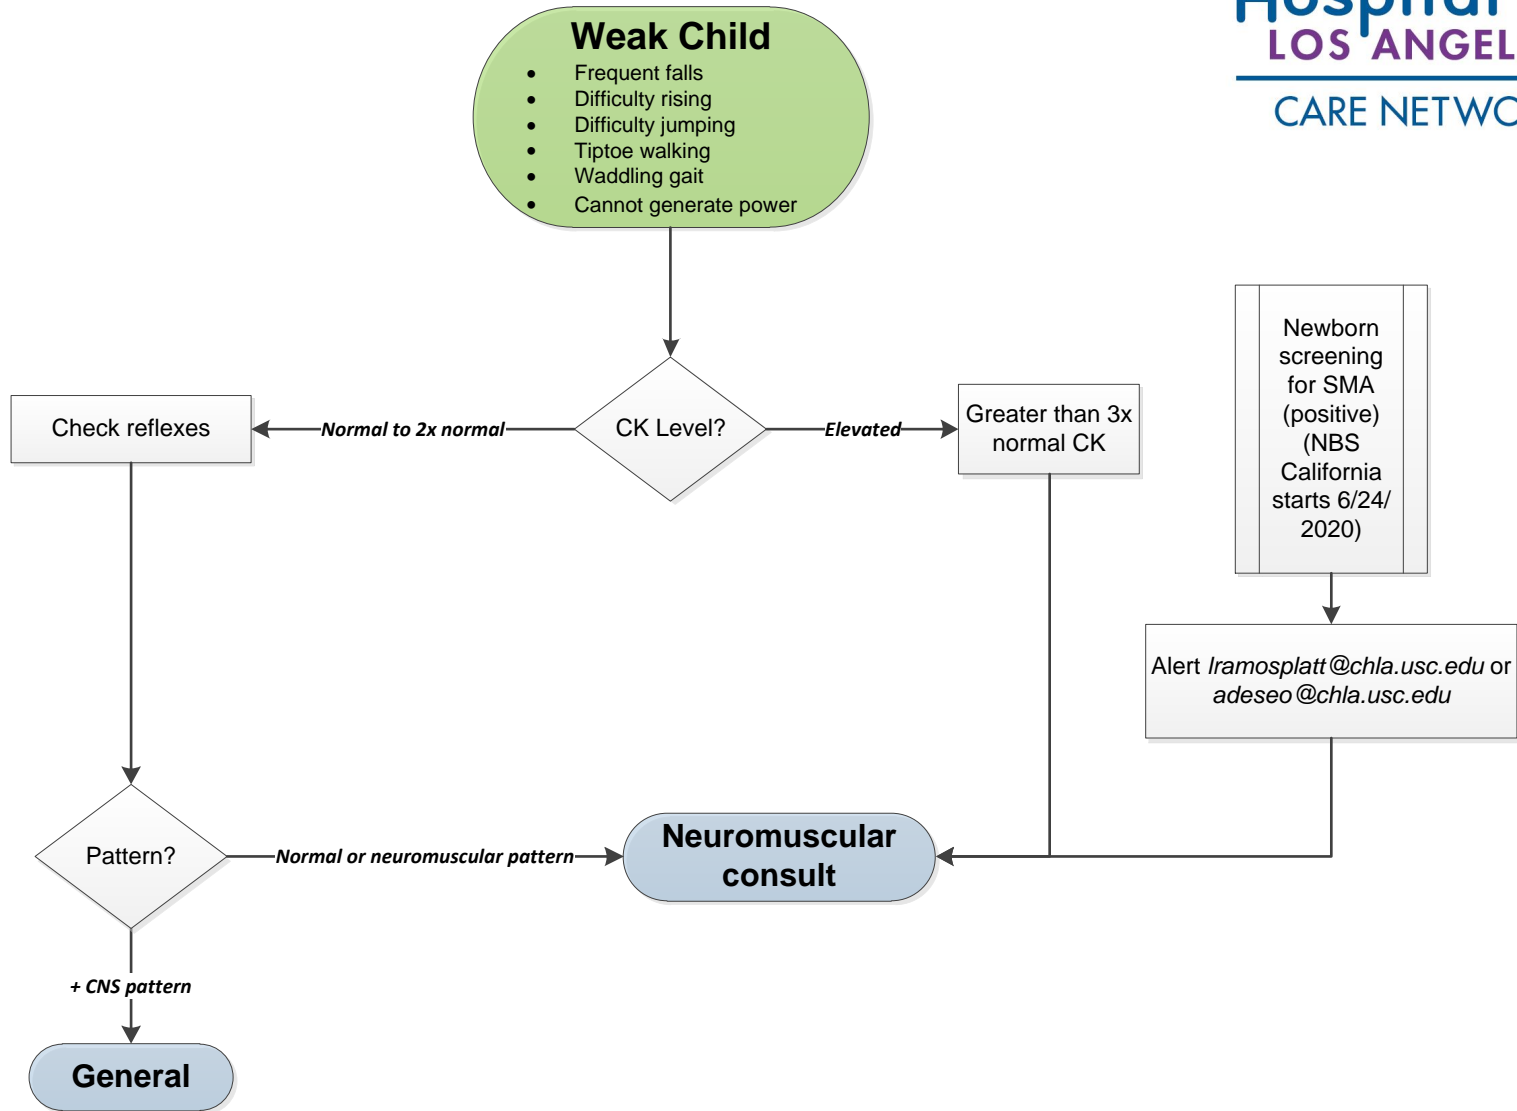 Hospital
LOS ANGEL
CARE NETWO
Weak Child
• Frequent falls
• Difficulty rising
• Difficulty jumping
• Tiptoe walking
• Waddling gait
• Cannot generate power
Check reflexes
Normal to 2x normal
CK Level?
Elevated
Greater than 3x
normal CK
Newborn
screening
for SMA
(positive)
(NBS
California
starts 6/24/
2020)
Alert lramosplatt@chla.usc.edu or
adeseo@chla.usc.edu
Pattern?
Normal or neuromuscular pattern
Neuromuscular
consult
+ CNS pattern
General